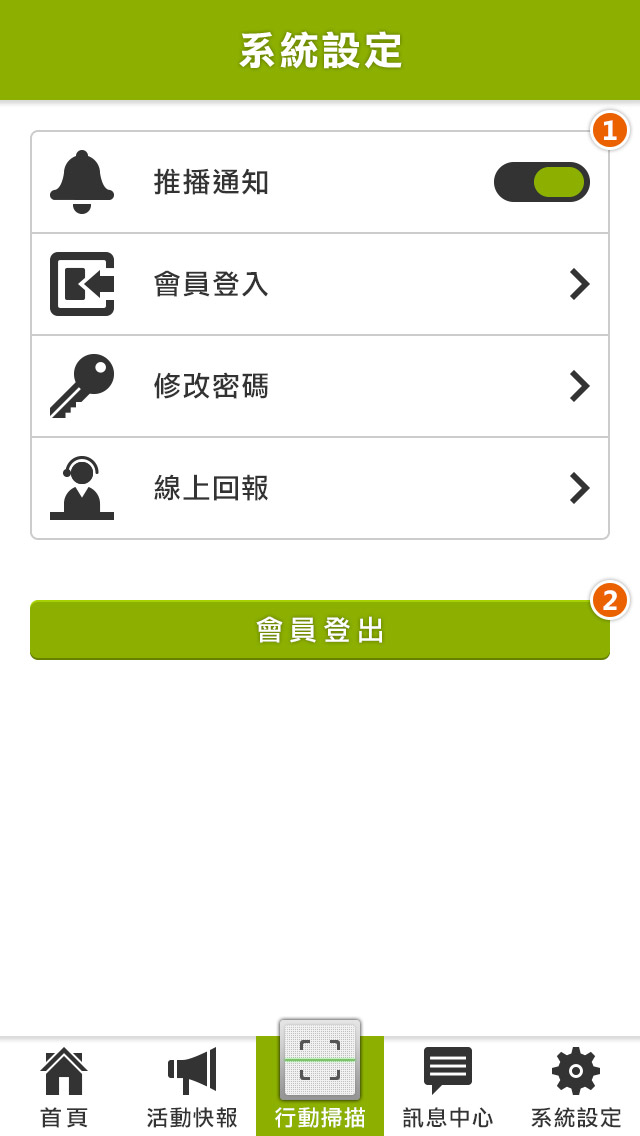 系統設定
1
推播通知
會員登入
修改密碼
線上回報
2
會員登出
首頁
活動快報
行動掃描
訊息中心
系統設定